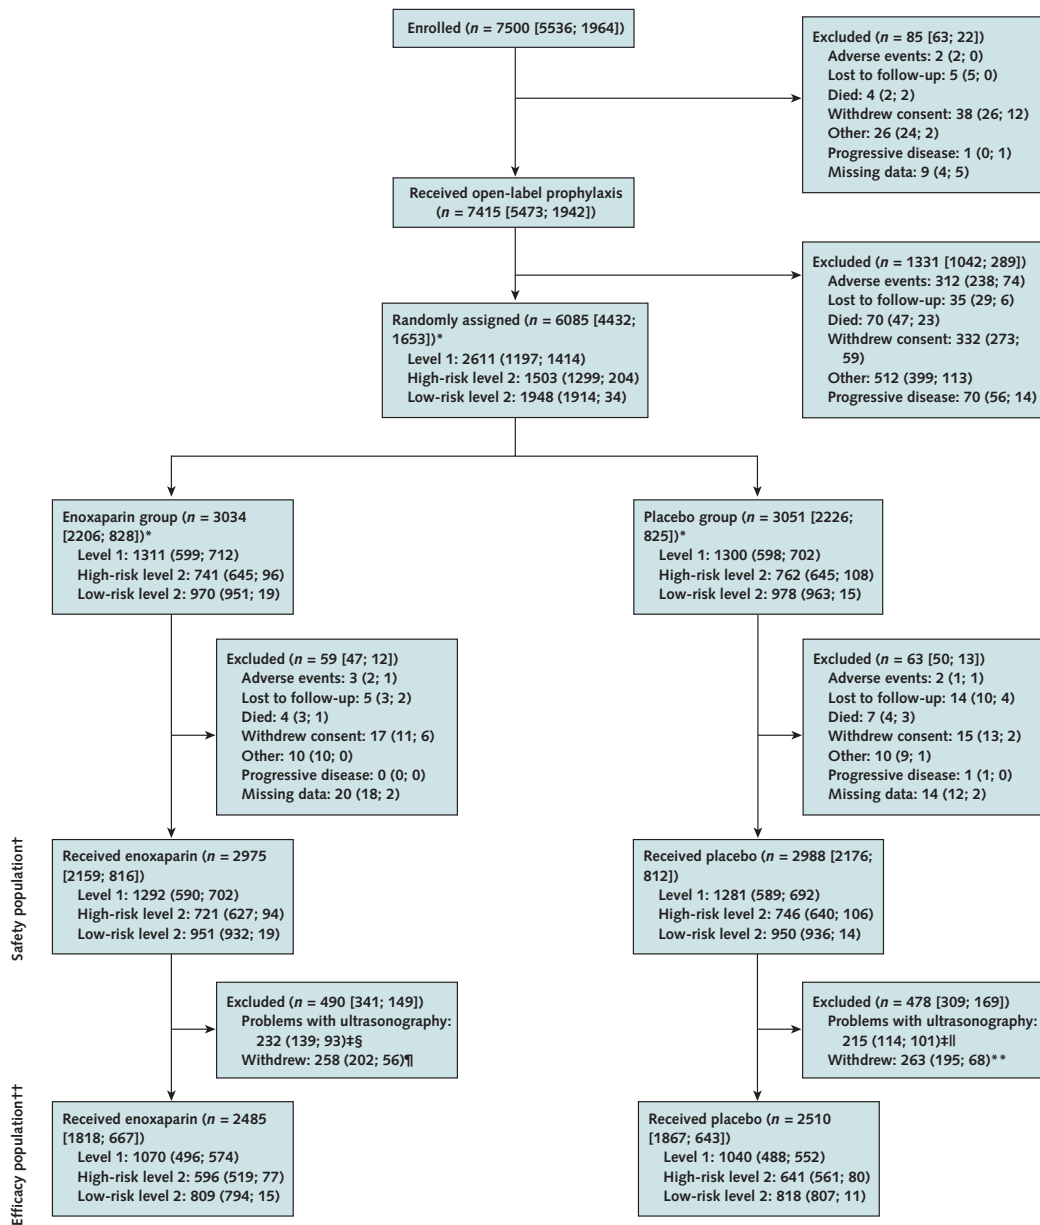 Enrolled (n = 7500 [5536; 1964])
Excluded (n = 85 [63; 22])
Adverse events: 2 (2; 0)
Lost to follow-up: 5 (5; 0)
Died: 4 (2; 2)
Withdrew consent: 38 (26; 12)
Other: 26 (24; 2)
Progressive disease: 1 (0; 1)
Missing data: 9 (4; 5)
Received open-label prophylaxis
(n = 7415 [5473; 1942])
Excluded (n = 1331 [1042; 289])
Adverse events: 312 (238; 74)
Lost to follow-up: 35 (29; 6)
Died: 70 (47; 23)
Withdrew consent: 332 (273;
59)
Other: 512 (399; 113)
Progressive disease: 70 (56; 14)
Randomly assigned (n = 6085 [4432;
1653])*
Level 1: 2611 (1197; 1414)
High-risk level 2: 1503 (1299; 204)
Low-risk level 2: 1948 (1914; 34)
Enoxaparin group (n = 3034
[2206; 828])*
Level 1: 1311 (599; 712)
High-risk level 2: 741 (645; 96)
Low-risk level 2: 970 (951; 19)
Placebo group (n = 3051 [2226;
825])*
Level 1: 1300 (598; 702)
High-risk level 2: 762 (645; 108)
Low-risk level 2: 978 (963; 15)
Excluded (n = 59 [47; 12])
Adverse events: 3 (2; 1)
Lost to follow-up: 5 (3; 2)
Died: 4 (3; 1)
Withdrew consent: 17 (11; 6)
Other: 10 (10; 0)
Progressive disease: 0 (0; 0)
Missing data: 20 (18; 2)
Excluded (n = 63 [50; 13])
Adverse events: 2 (1; 1)
Lost to follow-up: 14 (10; 4)
Died: 7 (4; 3)
Withdrew consent: 15 (13; 2)
Other: 10 (9; 1)
Progressive disease: 1 (1; 0)
Missing data: 14 (12; 2)
Safety population†
Received enoxaparin (n = 2975
[2159; 816])
Level 1: 1292 (590; 702)
High-risk level 2: 721 (627; 94)
Low-risk level 2: 951 (932; 19)
Received placebo (n = 2988 [2176;
812])
Level 1: 1281 (589; 692)
High-risk level 2: 746 (640; 106)
Low-risk level 2: 950 (936; 14)
Excluded (n = 490 [341; 149])
Problems with ultrasonography:
232 (139; 93)‡§
Withdrew: 258 (202; 56)¶
Excluded (n = 478 [309; 169])
Problems with ultrasonography:
215 (114; 101)‡||
Withdrew: 263 (195; 68)**
Efficacy population††
Received enoxaparin (n = 2485
[1818; 667])
Level 1: 1070 (496; 574)
High-risk level 2: 596 (519; 77)
Low-risk level 2: 809 (794; 15)
Received placebo (n = 2510
[1867; 643])
Level 1: 1040 (488; 552)
High-risk level 2: 641 (561; 80)
Low-risk level 2: 818 (807; 11)